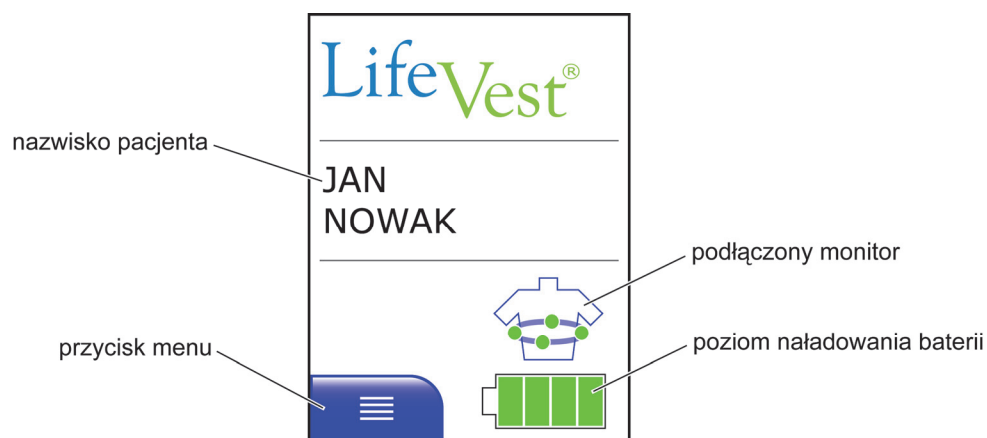 LifeVest®
nazwisko pacjenta
JAN
NOWAK
podłączony monitor
przycisk menu
poziom naładowania baterii